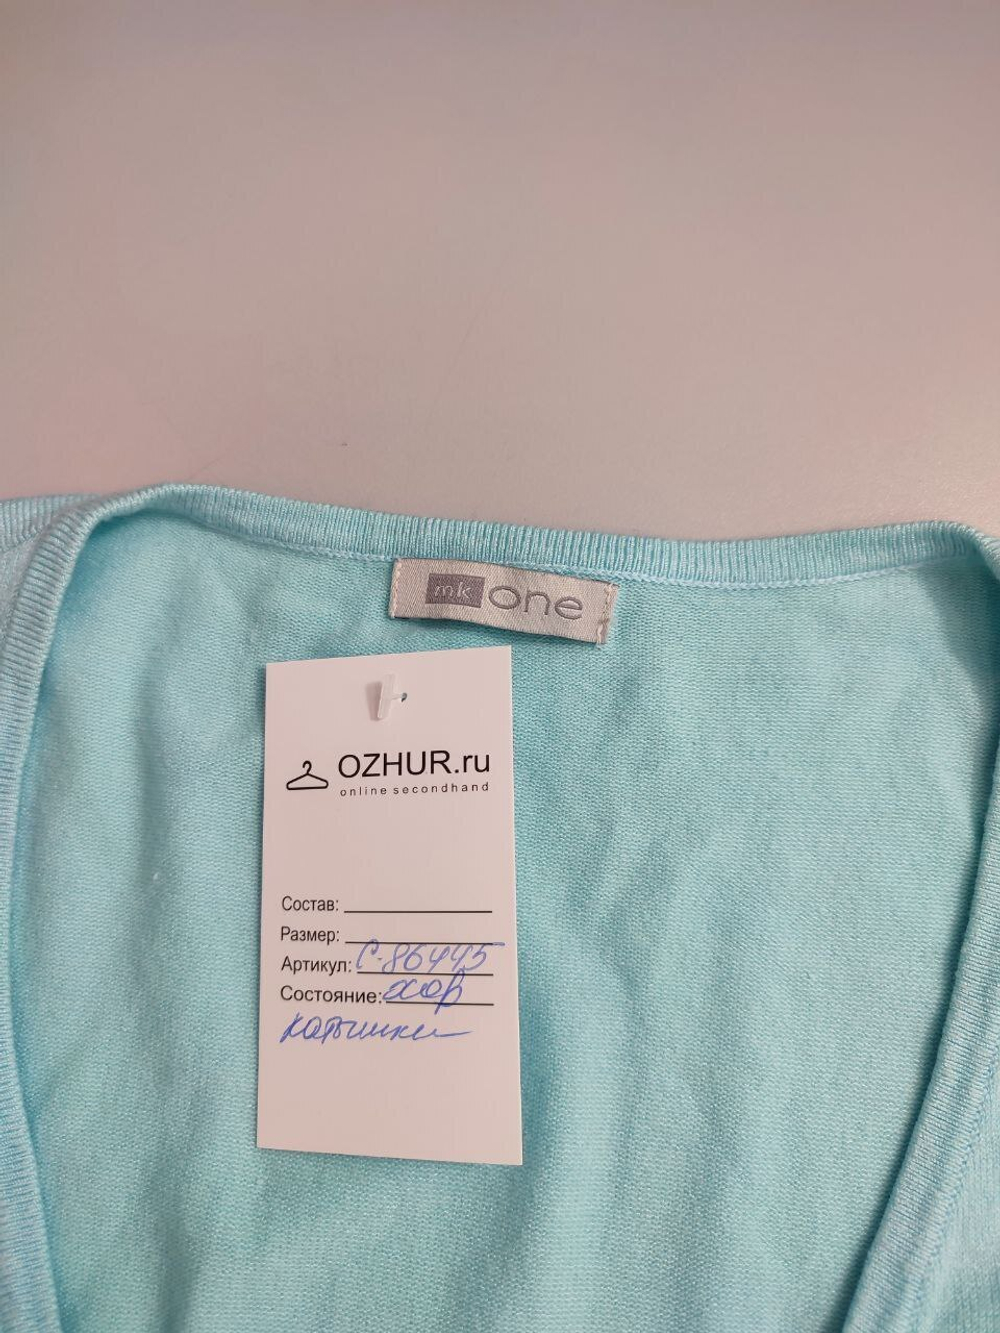 mk one
OZHUR.ru
online secondhand
Состав:
Размер:
Артикул: С-86445
Состояние: хор
катышки